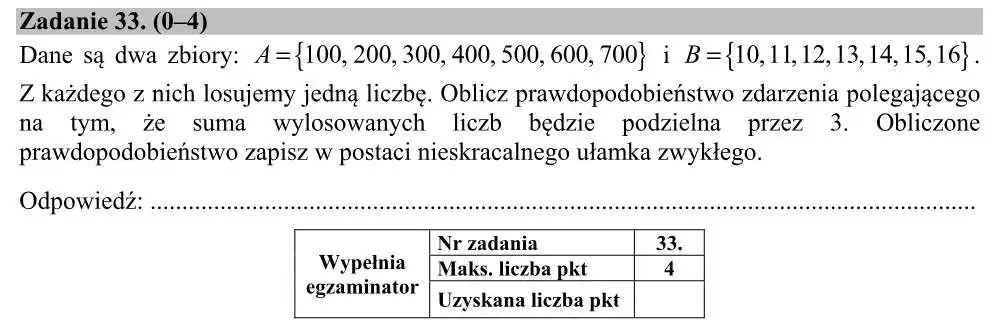 Zadanie 33. (0–4)
Dane są dwa zbiory: A = {100, 200, 300, 400, 500, 600, 700} i B = {10, 11, 12, 13, 14, 15, 16}.
Z każdego z nich losujemy jedną liczbę. Oblicz prawdopodobieństwo zdarzenia polegającego
na tym, że suma wylosowanych liczb będzie podzielna przez 3. Obliczone
prawdopodobieństwo zapisz w postaci nieskracalnego ułamka zwykłego.
Odpowiedź: ..................................................................................................................................
Wypełnia egzaminator
Nr zadania 33.
Maks. liczba pkt 4
Uzyskana liczba pkt